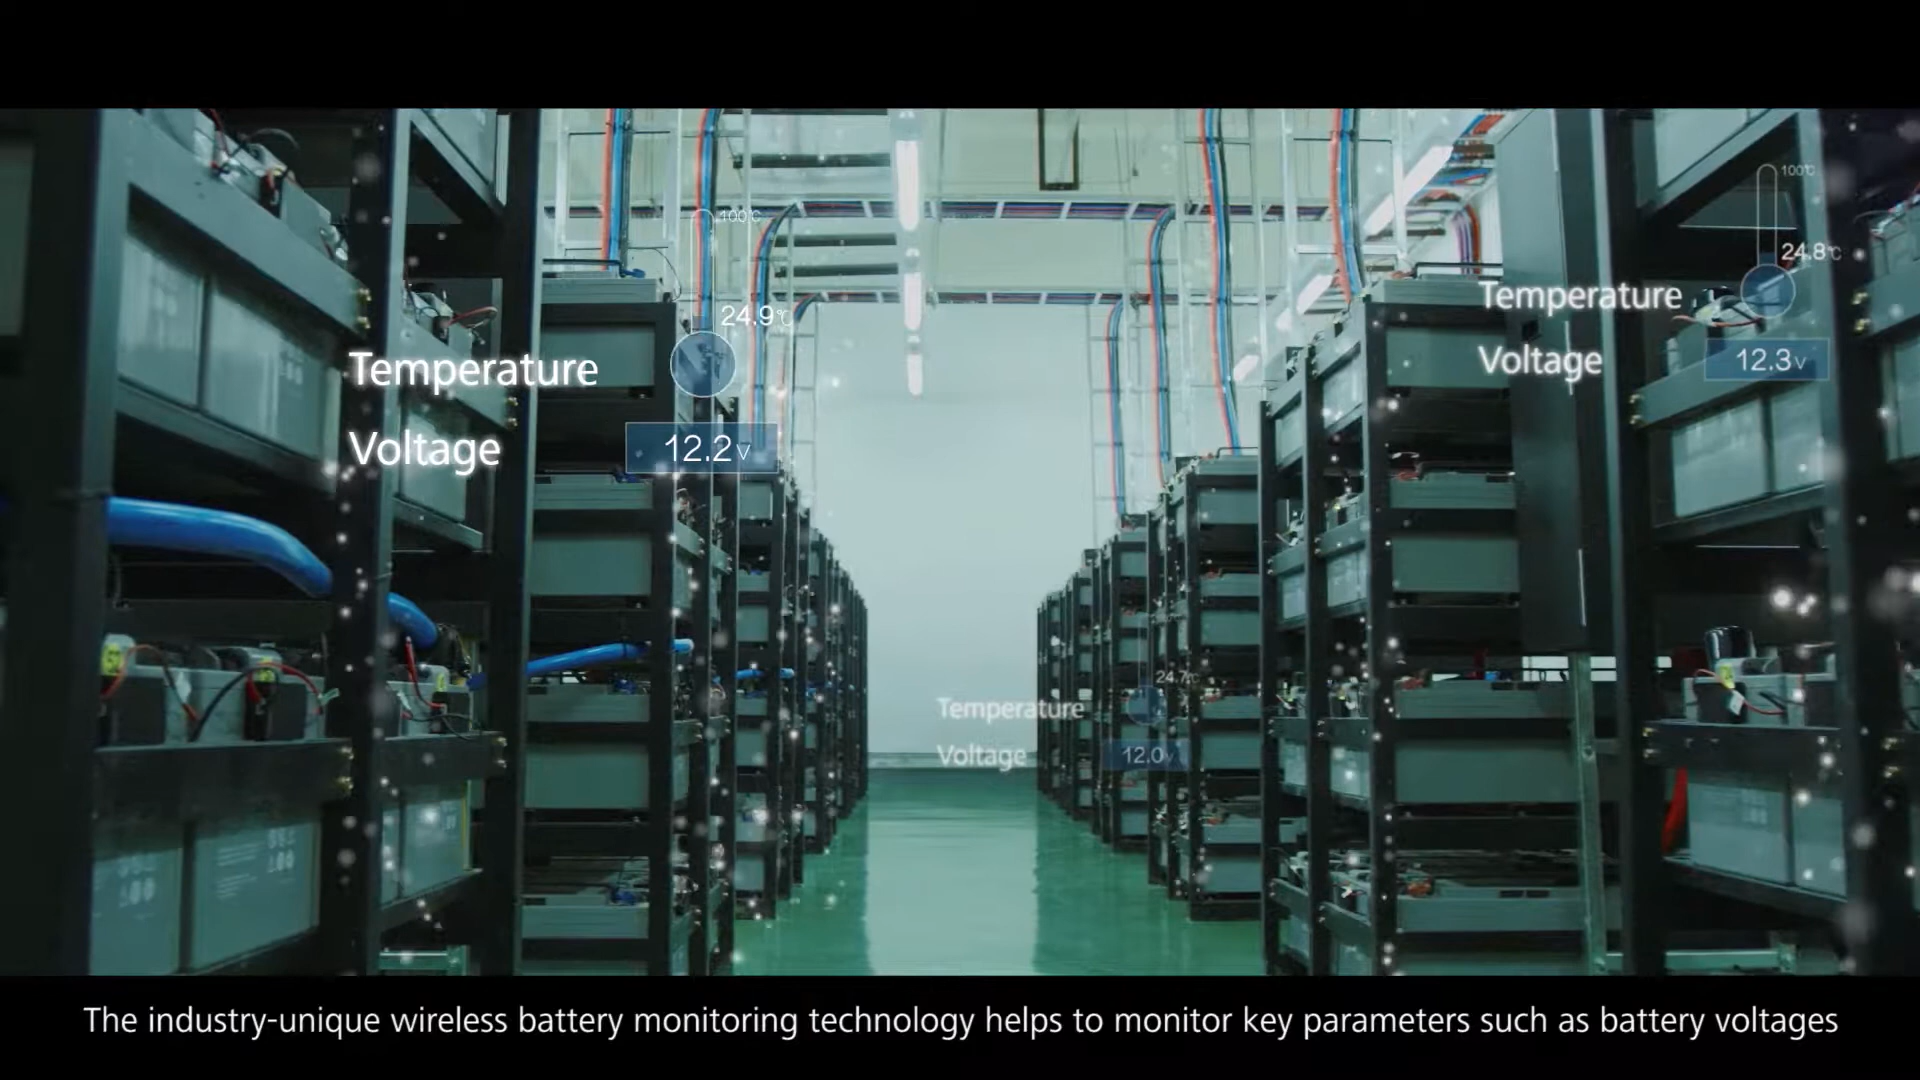 100℃
24.9℃
Temperature
Voltage
12.2V
100℃
24.8℃
Temperature
Voltage
12.3V
24.7℃
Temperature
Voltage
12.0V
The industry-unique wireless battery monitoring technology helps to monitor key parameters such as battery voltages